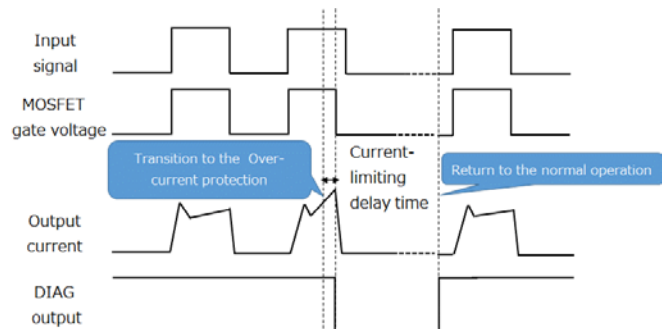 Input
signal
MOSFET
gate voltage
Transition to the Over-
current protection
Current-
limiting
delay time
Return to the normal operation
Output
current
DIAG
output